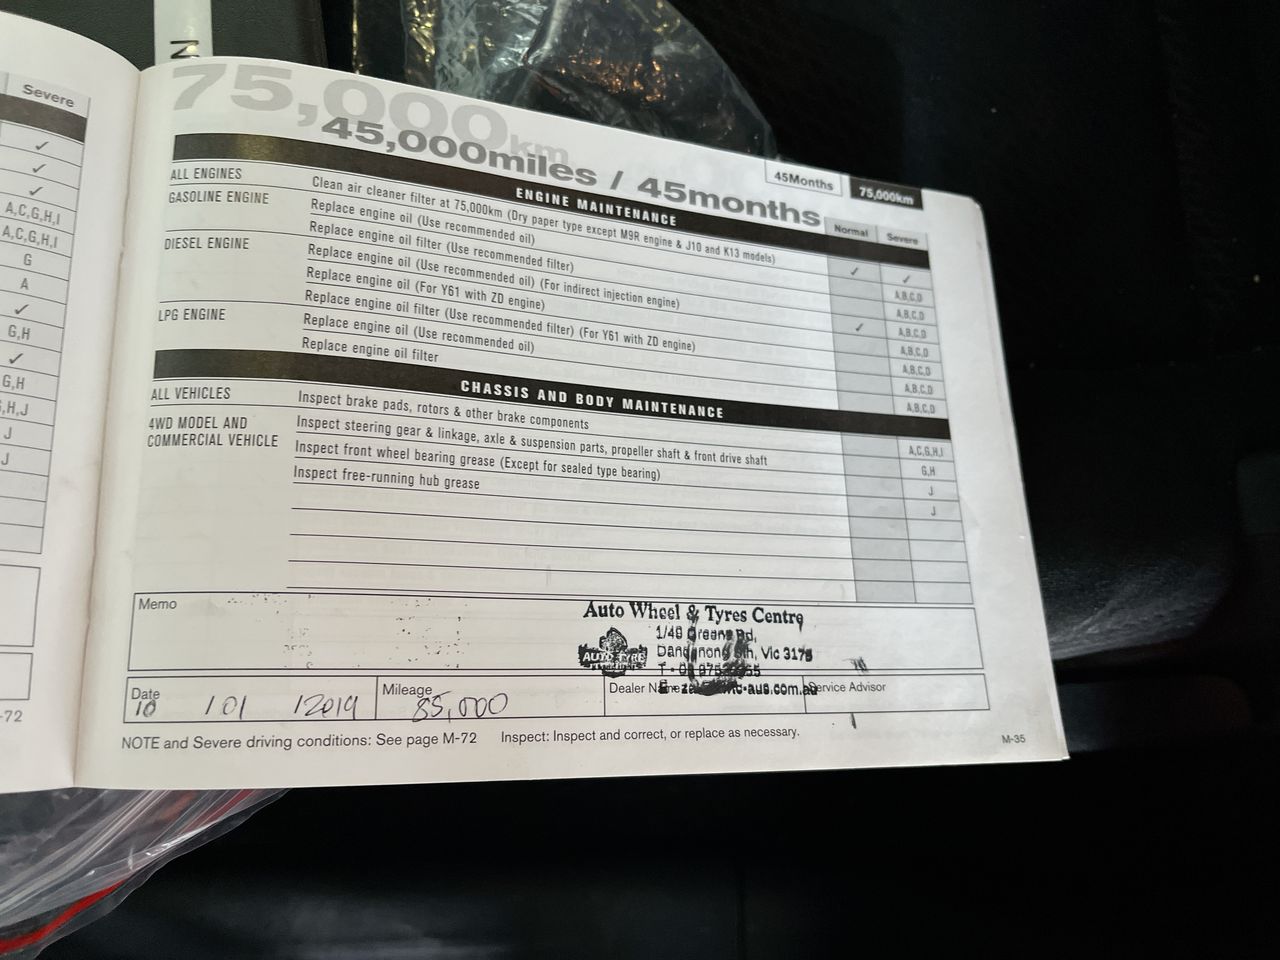 Severe
✓
✓
✓
A,C,G,H,I
A,C,G,H,I
G
A
✓
G,H
✓
G,H
,H,J
J
J
-72
75,000km
45,000miles / 45months
45Months
75,000km
ENGINE MAINTENANCE
Normal Severe
ALL ENGINES Clean air cleaner filter at 75,000km (Dry paper type except M9R engine & J10 and K13 models) ✓ ✓
GASOLINE ENGINE Replace engine oil (Use recommended oil) A,B,C,D
Replace engine oil filter (Use recommended filter) A,B,C,D
DIESEL ENGINE Replace engine oil (Use recommended oil) (For indirect injection engine) ✓ A,B,C,D
Replace engine oil (For Y61 with ZD engine) A,B,C,D
Replace engine oil filter (Use recommended filter) (For Y61 with ZD engine) A,B,C,D
LPG ENGINE Replace engine oil (Use recommended oil) A,B,C,D
Replace engine oil filter A,B,C,D
CHASSIS AND BODY MAINTENANCE
ALL VEHICLES Inspect brake pads, rotors & other brake components A,C,G,H,I
4WD MODEL AND COMMERCIAL VEHICLE Inspect steering gear & linkage, axle & suspension parts, propeller shaft & front drive shaft G,H
Inspect front wheel bearing grease (Except for sealed type bearing) J
Inspect free-running hub grease J
Memo
Auto Wheel & Tyres Centre
1/48 Greens Rd,
Dandenong Sth, Vic 3175
AUTO TYRE
Date 10 / 01 / 2019
Mileage 85,000
Dealer Name
Service Advisor
NOTE and Severe driving conditions: See page M-72 Inspect: Inspect and correct, or replace as necessary.
M-35